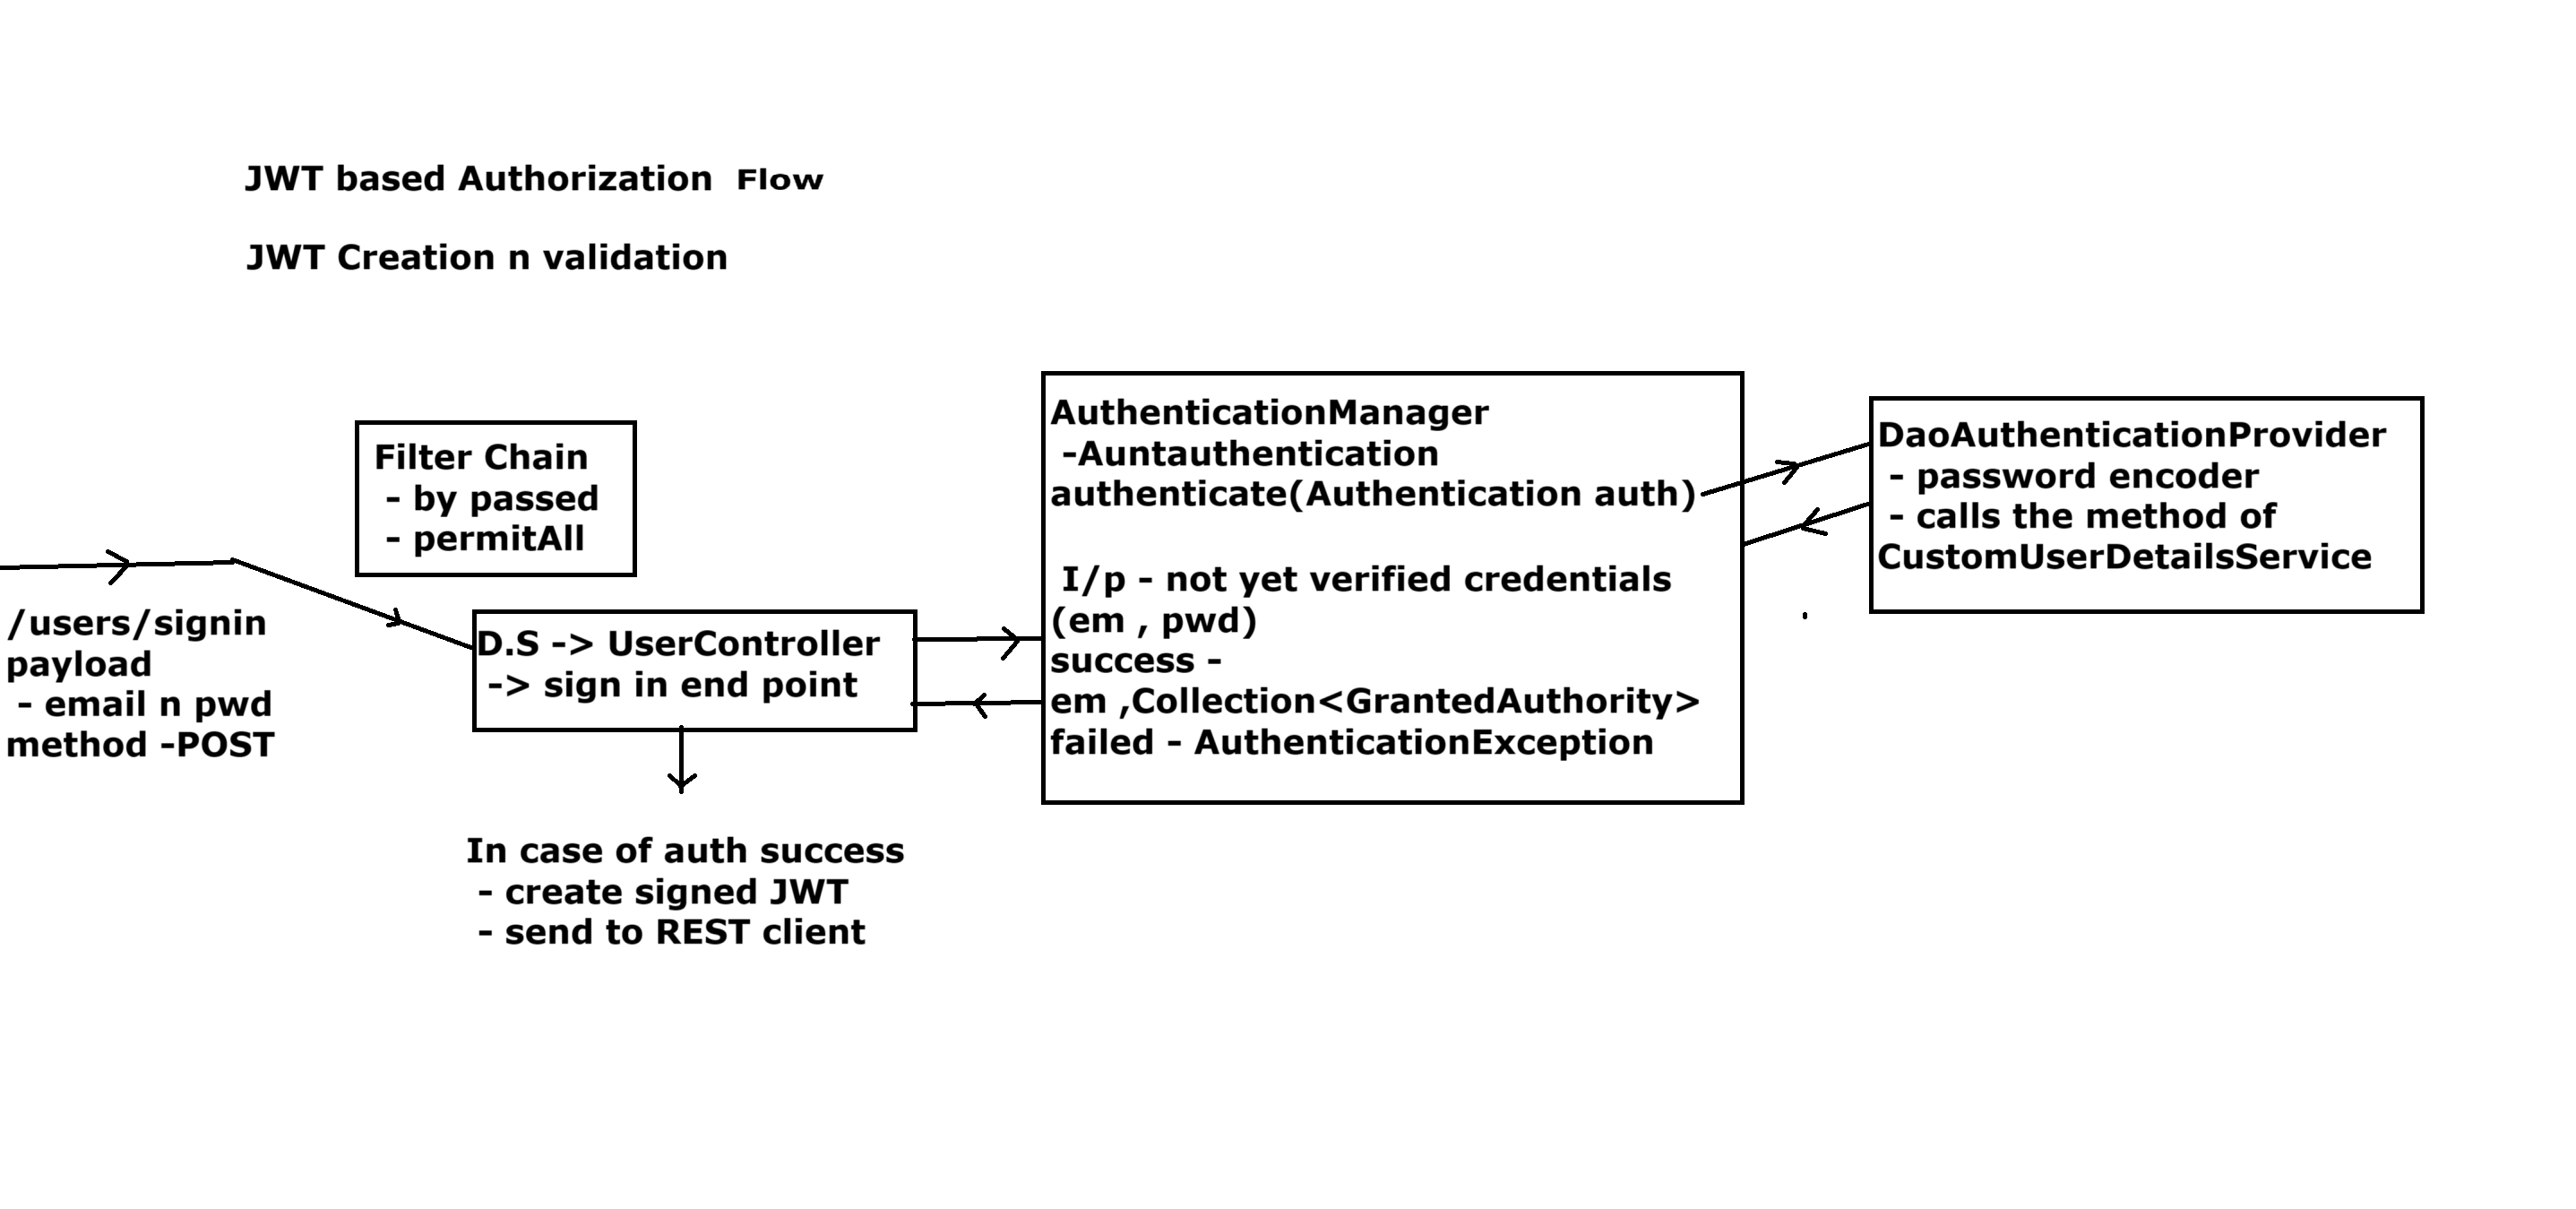 JWT based Authorization Flow
JWT Creation n validation
Filter Chain
- by passed
- permitAll
/users/signin
payload
- email n pwd
method -POST
D.S -> UserController
-> sign in end point
In case of auth success
- create signed JWT
- send to REST client
AuthenticationManager
-Auntauthentication
authenticate(Authentication auth)
I/p - not yet verified credentials
(em , pwd)
success -
em ,Collection<GrantedAuthority>
failed - AuthenticationException
DaoAuthenticationProvider
- password encoder
- calls the method of
CustomUserDetailsService